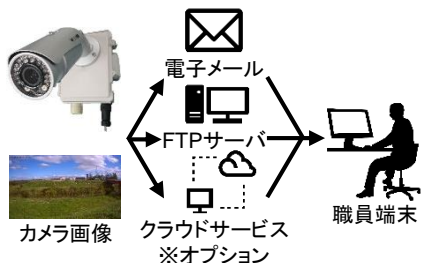 電子メール
FTPサーバ
カメラ画像
クラウドサービス
※オプション
職員端末